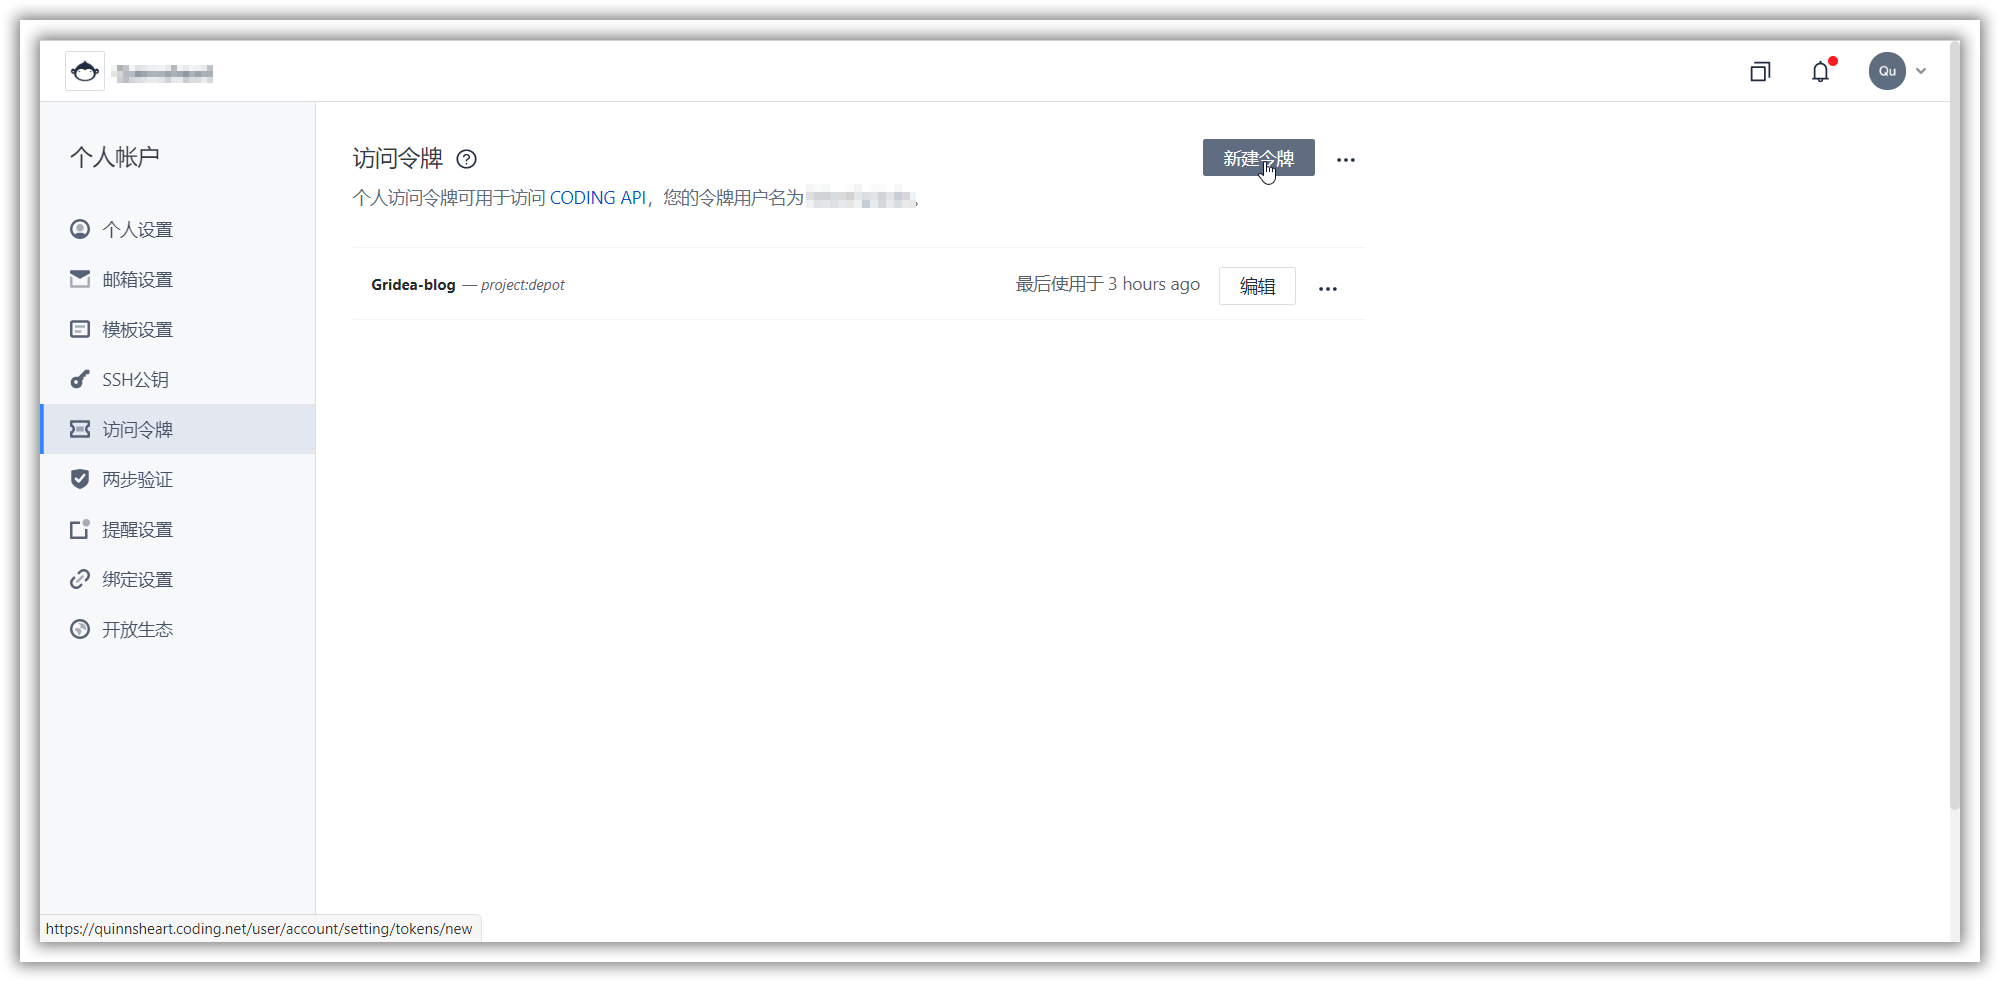 Qu
个人帐户
个人设置
邮箱设置
模板设置
SSH公钥
访问令牌
两步验证
提醒设置
绑定设置
开放生态
访问令牌
新建令牌
个人访问令牌可用于访问 CODING API，您的令牌用户名为 。
Gridea-blog — project:depot
最后使用于 3 hours ago
编辑
https://quinnsheart.coding.net/user/account/setting/tokens/new